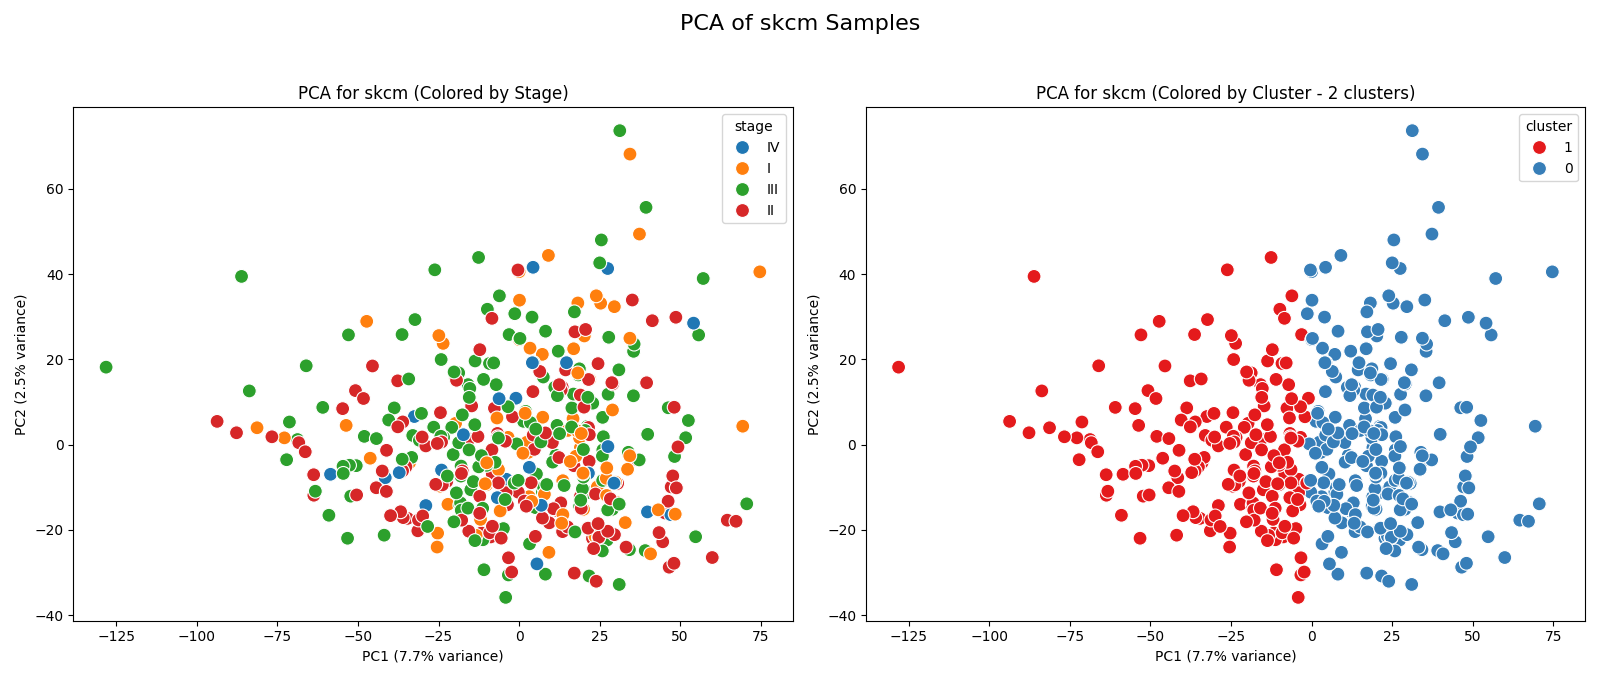 PCA of skcm Samples
PCA for skcm (Colored by Stage)
PC2 (2.5% variance)
60
40
20
0
−20
−40
−125
−100
−75
−50
−25
0
25
50
75
PC1 (7.7% variance)
stage
IV
I
III
II
PCA for skcm (Colored by Cluster - 2 clusters)
PC2 (2.5% variance)
60
40
20
0
−20
−40
−125
−100
−75
−50
−25
0
25
50
75
PC1 (7.7% variance)
cluster
1
0